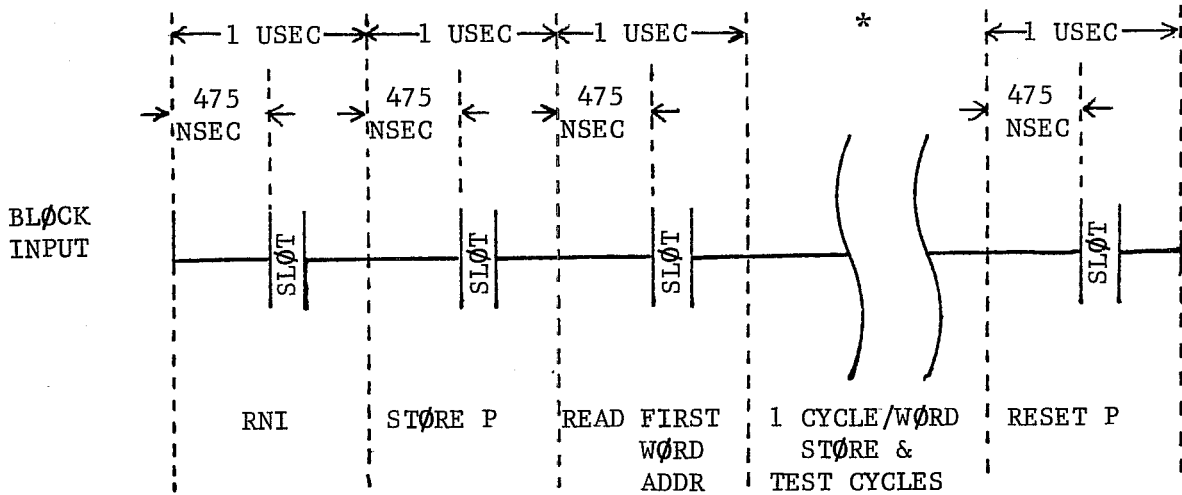 1 USEC 1 USEC 1 USEC * 1 USEC
475 475 475 475
NSEC NSEC NSEC NSEC
BLØCK
INPUT
SLØT SLØT SLØT SLØT
RNI STØRE P READ FIRST 1 CYCLE/WØRD RESET P
WØRD STØRE &
ADDR TEST CYCLES